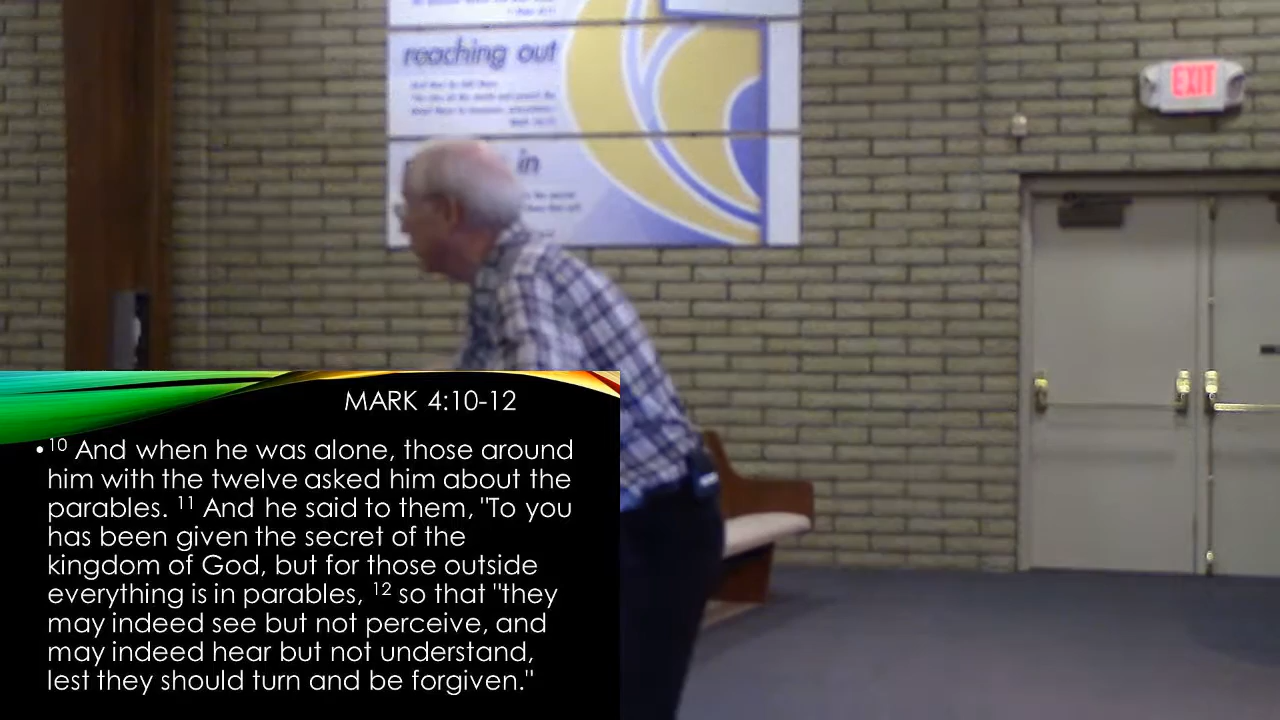 reaching out
in
EXIT
MARK 4:10-12
• 10 And when he was alone, those around
him with the twelve asked him about the
parables. 11 And he said to them, "To you
has been given the secret of the
kingdom of God, but for those outside
everything is in parables, 12 so that "they
may indeed see but not perceive, and
may indeed hear but not understand,
lest they should turn and be forgiven."